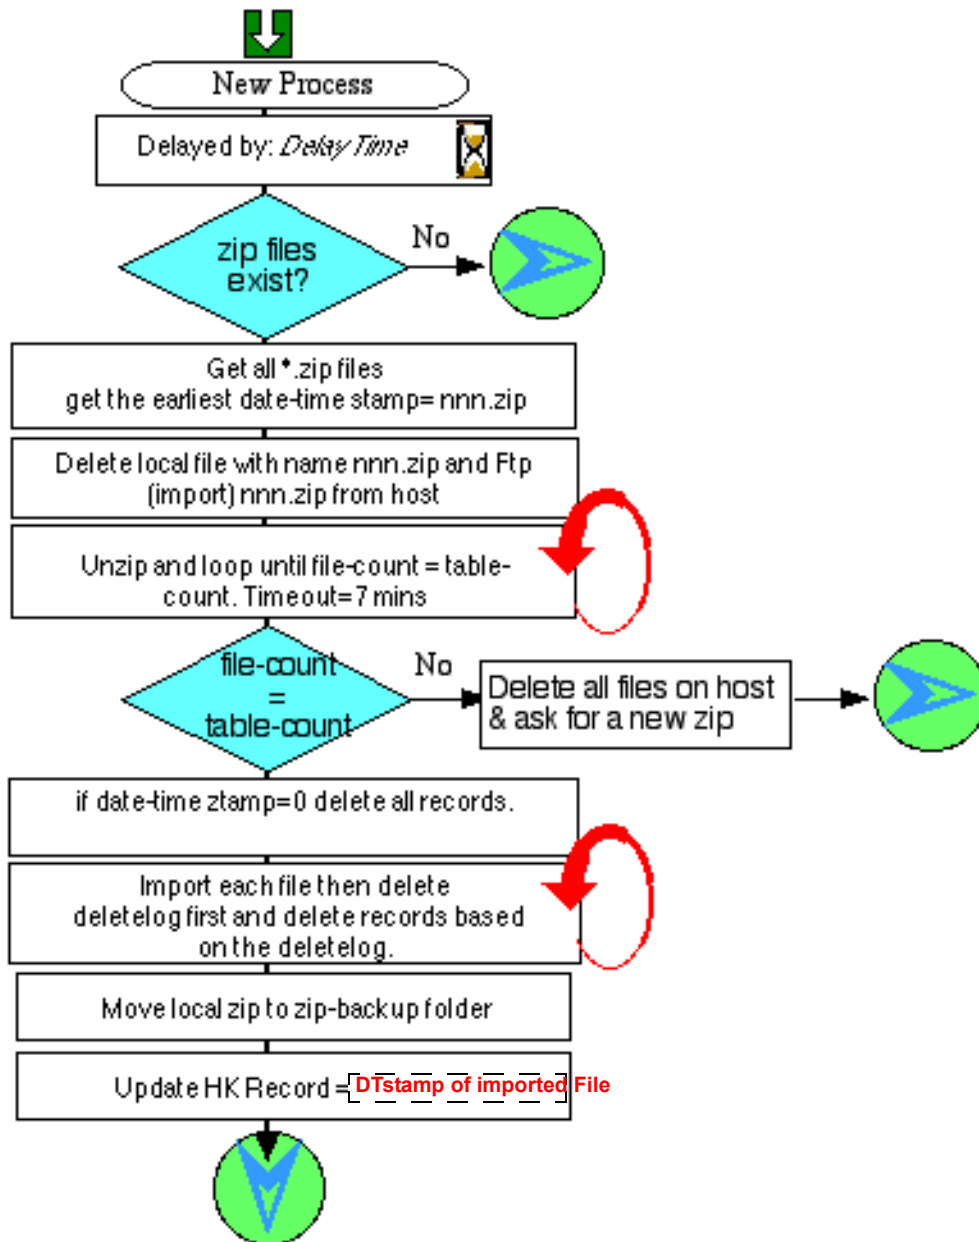 New Process
Delayed by: Delay Time
zip files
exist?
No
Get all *.zip files
get the earliest date-time stamp= nnn.zip
Delete local file with name nnn.zip and Ftp
(import) nnn.zip from host
Unzip and loop until file-count = table-
count. Timeout=7 mins
file-count
=
table-count
No
Delete all files on host
& ask for a new zip
if date-time ztamp=0 delete all records.
Import each file then delete
deletelog first and delete records based
on the deletelog.
Move local zip to zip-backup folder
Update HK Record = DTstamp of imported File